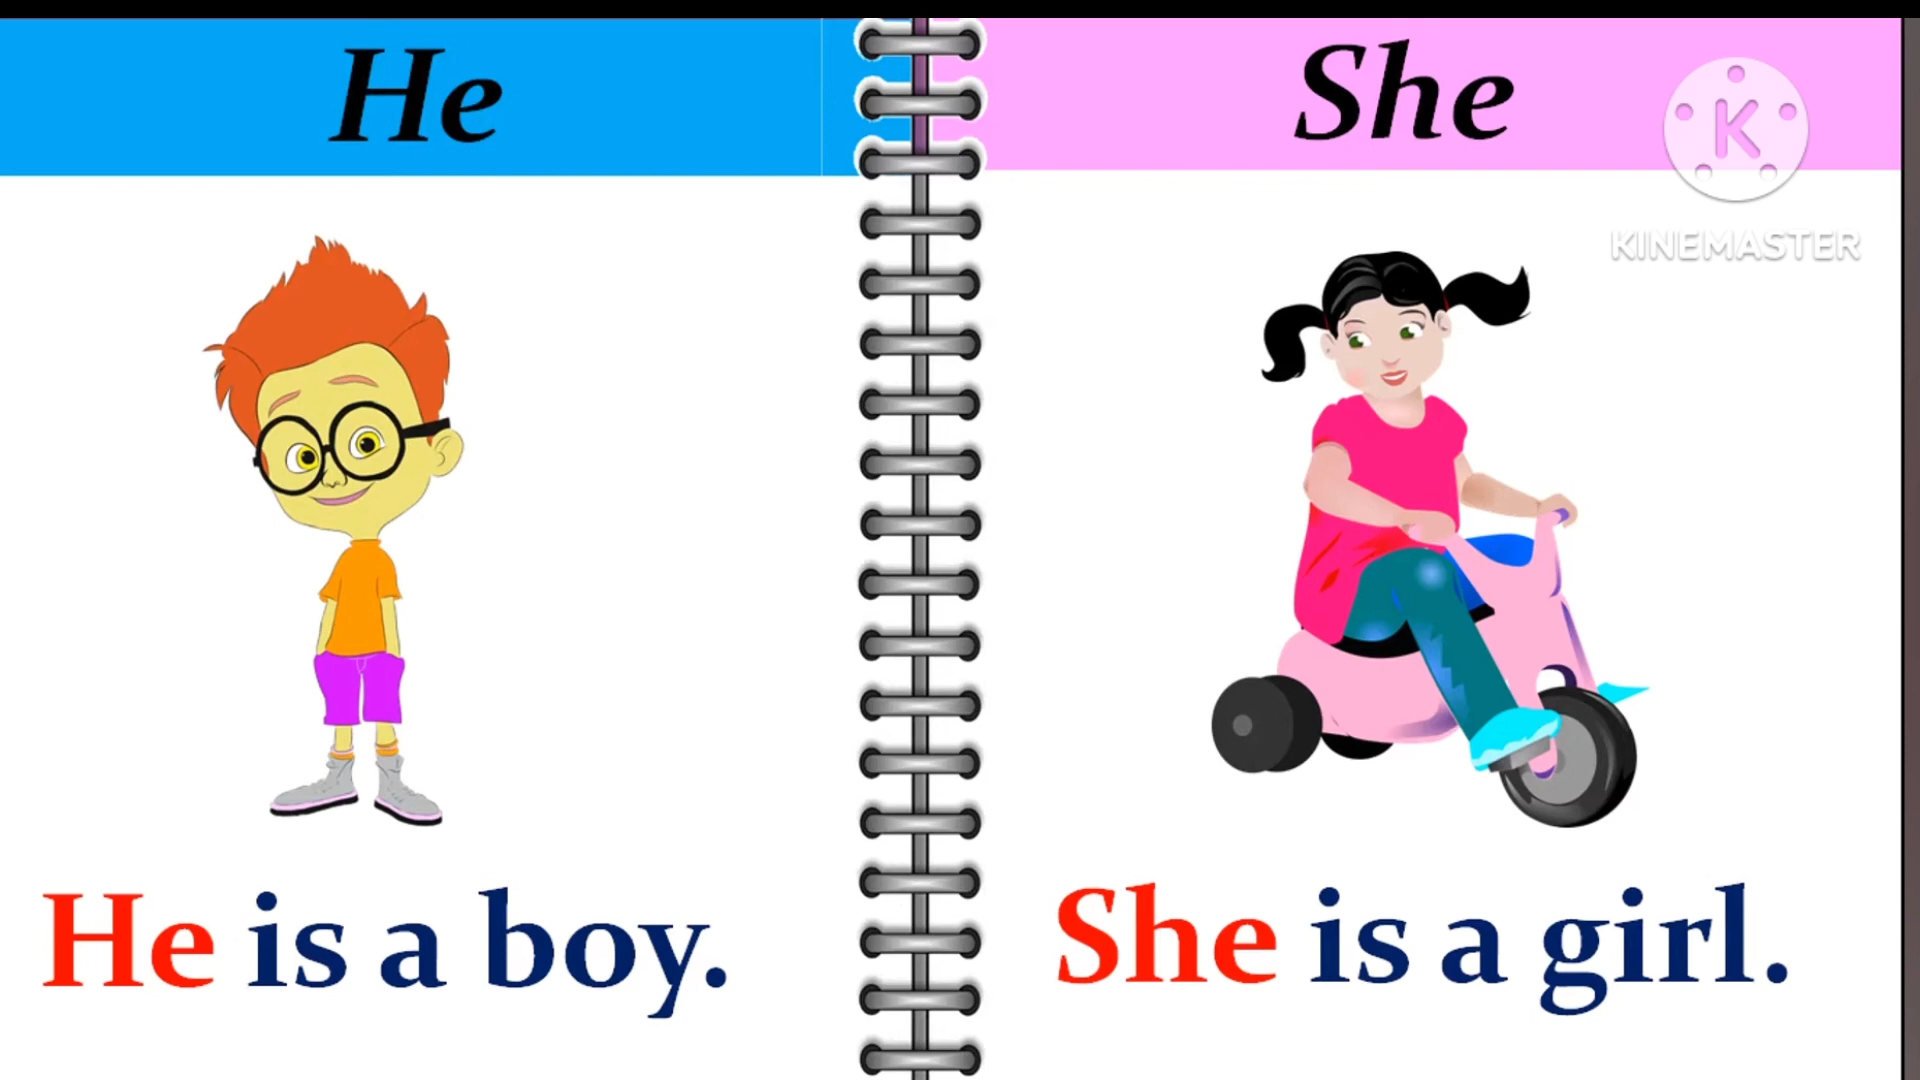 He
She
K
KINEMASTER
He is a boy.
She is a girl.